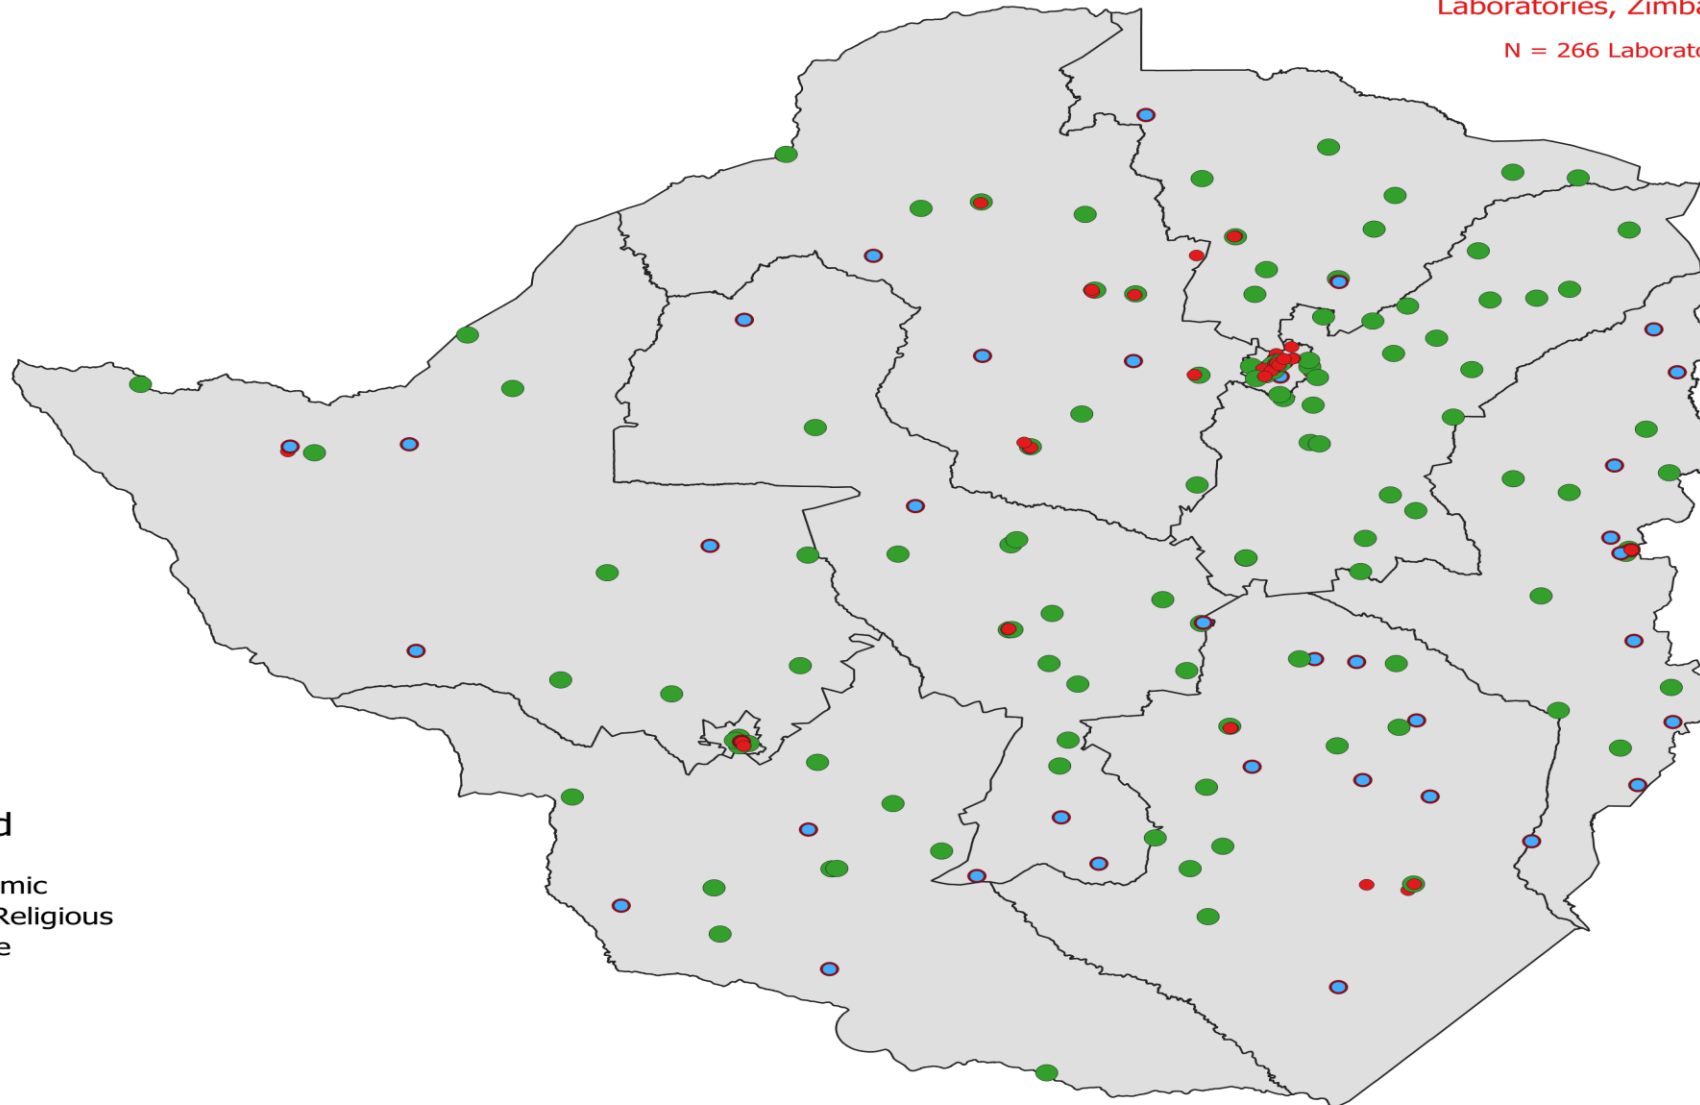 Laboratories, Zimba
N = 266 Laborato
d
mic
Religious
e